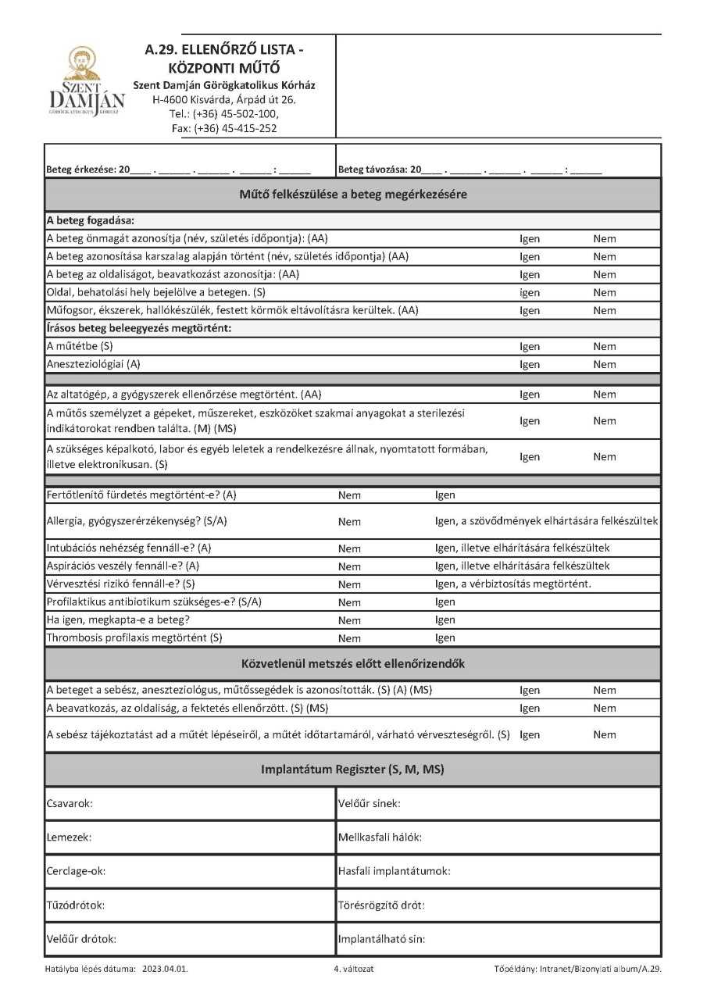 SZENT
DAMJÁN
GÖRÖGKATOLIKUS KÓRHÁZ
A.29. ELLENŐRZŐ LISTA -
KÖZPONTI MŰTŐ
Szent Damján Görögkatolikus Kórház
H-4600 Kisvárda, Árpád út 26.
Tel.: (+36) 45-502-100,
Fax: (+36) 45-415-252
Beteg érkezése: 20____ . ______ . ______ . ______ : ______ Beteg távozása: 20____ . ______ . ______ . ______ : ______
Műtő felkészülése a beteg megérkezésére
A beteg fogadása:
A beteg önmagát azonosítja (név, születés időpontja): (AA) Igen Nem
A beteg azonosítása karszalag alapján történt (név, születés időpontja) (AA) Igen Nem
A beteg az oldaliságot, beavatkozást azonosítja: (AA) Igen Nem
Oldal, behatolási hely bejelölve a betegen. (S) igen Nem
Műfogsor, ékszerek, hallókészülék, festett körmök eltávolításra kerültek. (AA) Igen Nem
Írásos beteg beleegyezés megtörtént:
A műtétbe (S) Igen Nem
Aneszteziológiai (A) Igen Nem
Az altatógép, a gyógyszerek ellenőrzése megtörtént. (AA) Igen Nem
A műtős személyzet a gépeket, műszereket, eszközöket szakmai anyagokat a sterilezési
indikátorokat rendben találta. (M) (MS) Igen Nem
A szükséges képalkotó, labor és egyéb leletek a rendelkezésre állnak, nyomtatott formában,
illetve elektronikusan. (S) Igen Nem
Fertőtlenítő fürdetés megtörtént-e? (A) Nem Igen
Allergia, gyógyszerérzékenység? (S/A) Nem Igen, a szövődmények elhártására felkészültek
Intubációs nehézség fennáll-e? (A) Nem Igen, illetve elhárítására felkészültek
Aspirációs veszély fennáll-e? (A) Nem Igen, illetve elhárítására felkészültek
Vérvesztési rizikó fennáll-e? (S) Nem Igen, a vérbiztosítás megtörtént.
Profilaktikus antibiotikum szükséges-e? (S/A) Nem Igen
Ha igen, megkapta-e a beteg? Nem Igen
Thrombosis profilaxis megtörtént (S) Nem Igen
Közvetlenül metszés előtt ellenőrizendők
A beteget a sebész, aneszteziológus, műtőssegédek is azonosították. (S) (A) (MS) Igen Nem
A beavatkozás, az oldaliság, a fektetés ellenőrzött. (S) (MS) Igen Nem
A sebész tájékoztatást ad a műtét lépéseiről, a műtét időtartamáról, várható vérveszteségről. (S) Igen Nem
Implantátum Regiszter (S, M, MS)
Csavarok: Velőűr sínek:
Lemezek: Mellkasfali hálók:
Cerclage-ok: Hasfali implantátumok:
Tűződrótok: Törésrögzítő drót:
Velőűr drótok: Implantálható sín:
Hatályba lépés dátuma: 2023.04.01. 4. változat Tőpéldány: Intranet/Bizonylati album/A.29.